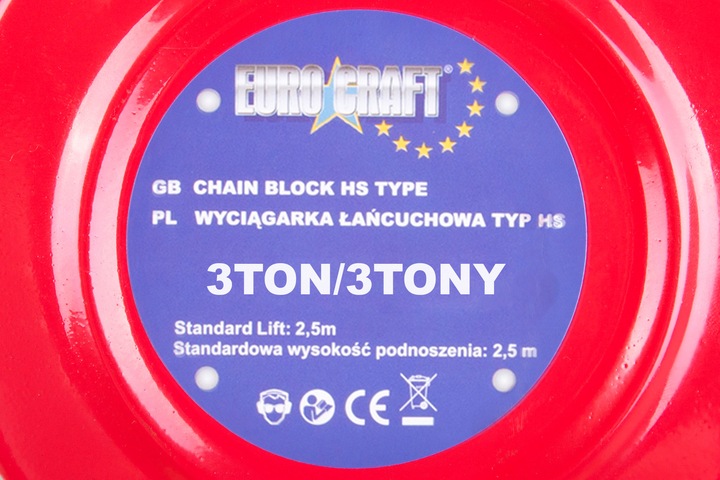 EURO CRAFT®
GB CHAIN BLOCK HS TYPE
PL WYCIĄGARKA ŁAŃCUCHOWA TYP HS
3TON/3TONY
Standard Lift: 2,5m
Standardowa wysokość podnoszenia: 2,5 m
CE